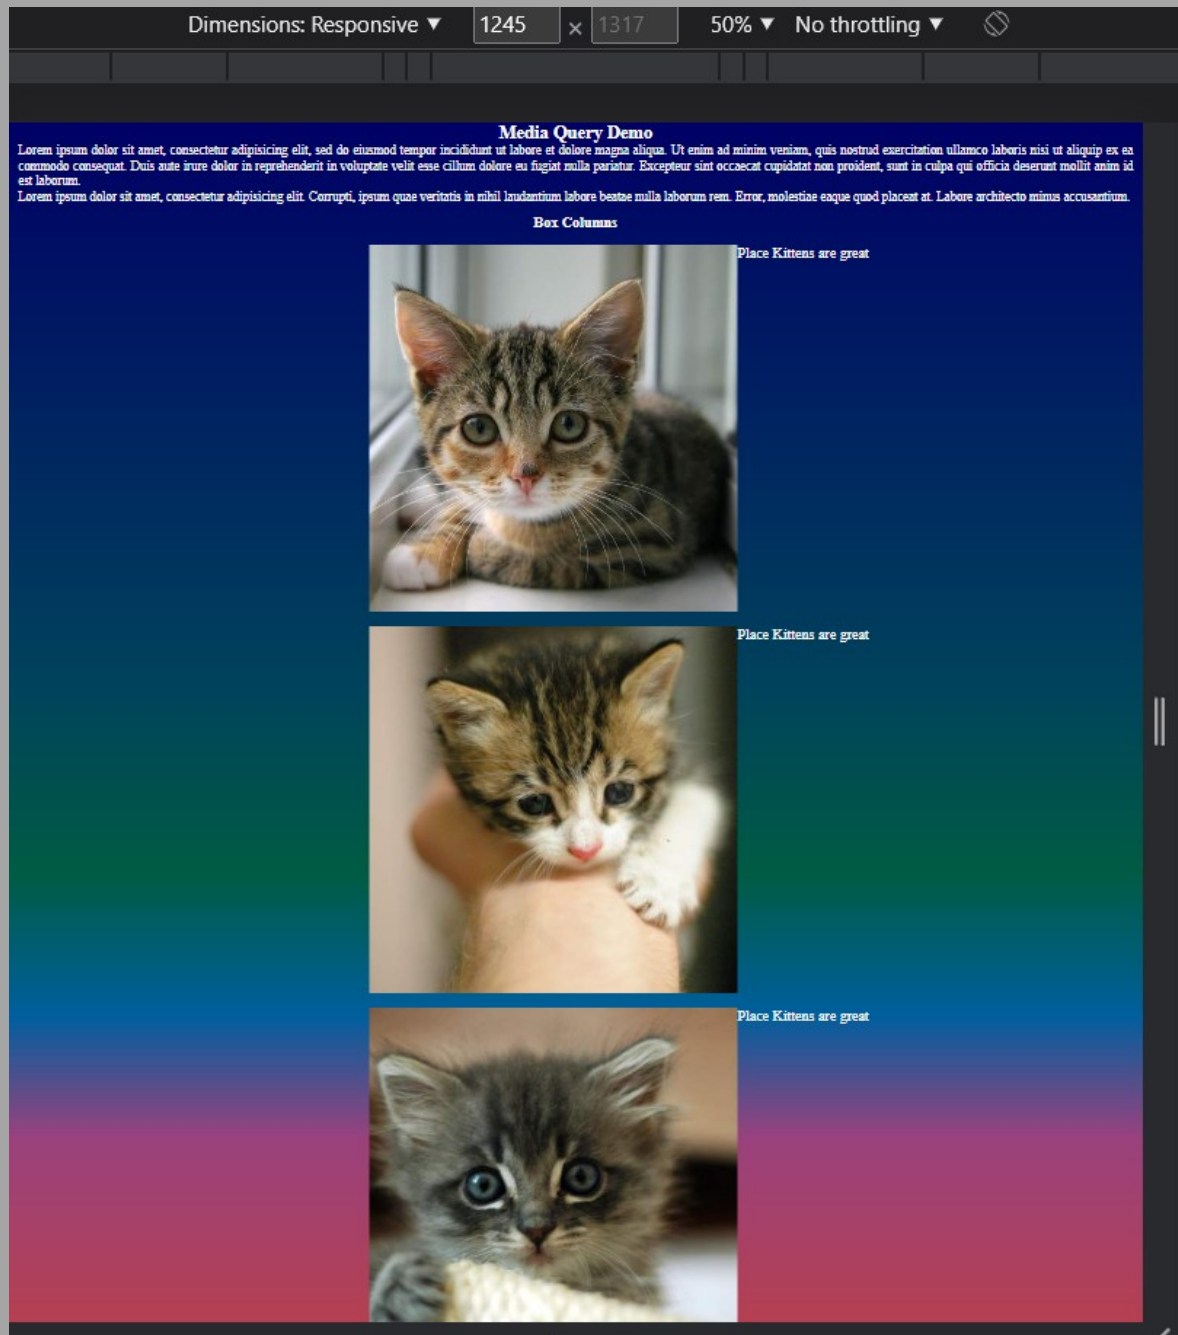 Dimensions: Responsive ▼ 1245 × 1317 50% ▼ No throttling ▼
Media Query Demo
Lorem ipsum dolor sit amet, consectetur adipisicing elit, sed do eiusmod tempor incididunt ut labore et dolore magna aliqua. Ut enim ad minim veniam, quis nostrud exercitation ullamco laboris nisi ut aliquip ex ea
commodo consequat. Duis aute irure dolor in reprehenderit in voluptate velit esse cillum dolore eu fugiat nulla pariatur. Excepteur sint occaecat cupidatat non proident, sunt in culpa qui officia deserunt mollit anim id
est laborum.
Lorem ipsum dolor sit amet, consectetur adipisicing elit. Corrupti, ipsum quae veritatis in nihil laudantium labore beatae nulla laborum rem. Error, molestiae eaque quod placeat at. Labore architecto minus accusantium.
Box Columns
Place Kittens are great
Place Kittens are great
Place Kittens are great